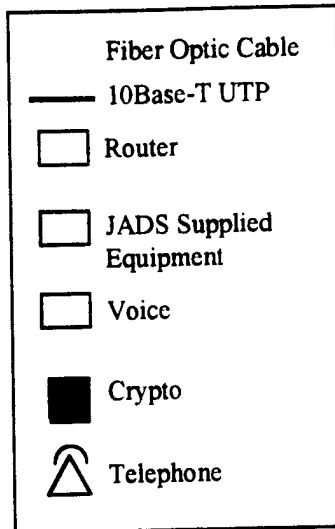 Fiber Optic Cable
10Base-T UTP
Router
JADS Supplied
Equipment
Voice
Crypto
Telephone